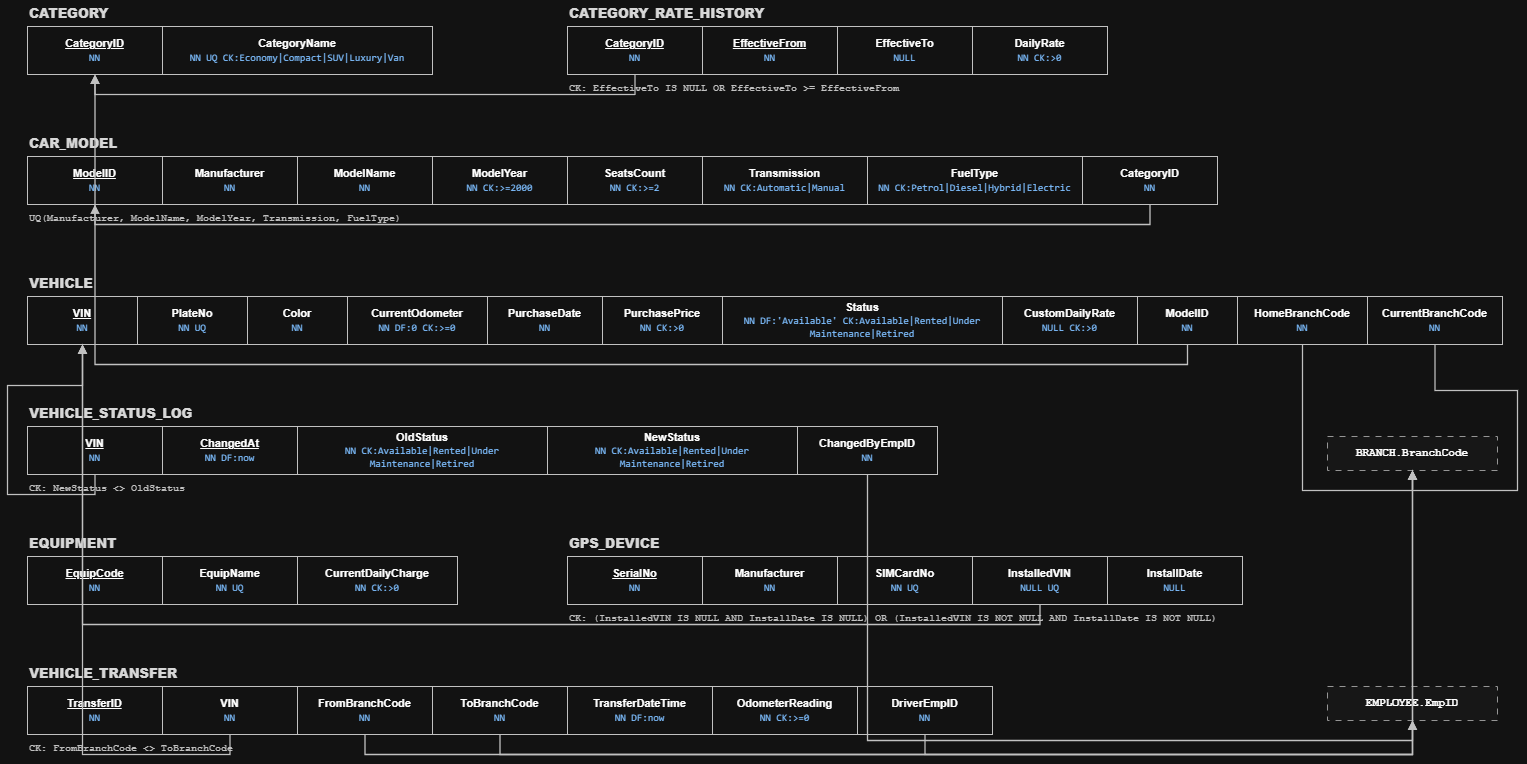 CATEGORY
CategoryID
NN
CategoryName
NN UQ CK:Economy|Compact|SUV|Luxury|Van
CATEGORY_RATE_HISTORY
CategoryID
NN
EffectiveFrom
NN
EffectiveTo
NULL
DailyRate
NN CK:>0
CK: EffectiveTo IS NULL OR EffectiveTo >= EffectiveFrom
CAR_MODEL
ModelID
NN
Manufacturer
NN
ModelName
NN
ModelYear
NN CK:>=2000
SeatsCount
NN CK:>=2
Transmission
NN CK:Automatic|Manual
FuelType
NN CK:Petrol|Diesel|Hybrid|Electric
CategoryID
NN
UQ(Manufacturer, ModelName, ModelYear, Transmission, FuelType)
VEHICLE
VIN
NN
PlateNo
NN UQ
Color
NN
CurrentOdometer
NN DF:0 CK:>=0
PurchaseDate
NN
PurchasePrice
NN CK:>0
Status
NN DF:'Available' CK:Available|Rented|Under
Maintenance|Retired
CustomDailyRate
NULL CK:>0
ModelID
NN
HomeBranchCode
NN
CurrentBranchCode
NN
VEHICLE_STATUS_LOG
VIN
NN
ChangedAt
NN DF:now
OldStatus
NN CK:Available|Rented|Under
Maintenance|Retired
NewStatus
NN CK:Available|Rented|Under
Maintenance|Retired
ChangedByEmpID
NN
CK: NewStatus <> OldStatus
BRANCH.BranchCode
EQUIPMENT
EquipCode
NN
EquipName
NN UQ
CurrentDailyCharge
NN CK:>0
GPS_DEVICE
SerialNo
NN
Manufacturer
NN
SIMCardNo
NN UQ
InstalledVIN
NULL UQ
InstallDate
NULL
CK: (InstalledVIN IS NULL AND InstallDate IS NULL) OR (InstalledVIN IS NOT NULL AND InstallDate IS NOT NULL)
VEHICLE_TRANSFER
TransferID
NN
VIN
NN
FromBranchCode
NN
ToBranchCode
NN
TransferDateTime
NN DF:now
OdometerReading
NN CK:>=0
DriverEmpID
NN
CK: FromBranchCode <> ToBranchCode
EMPLOYEE.EmpID